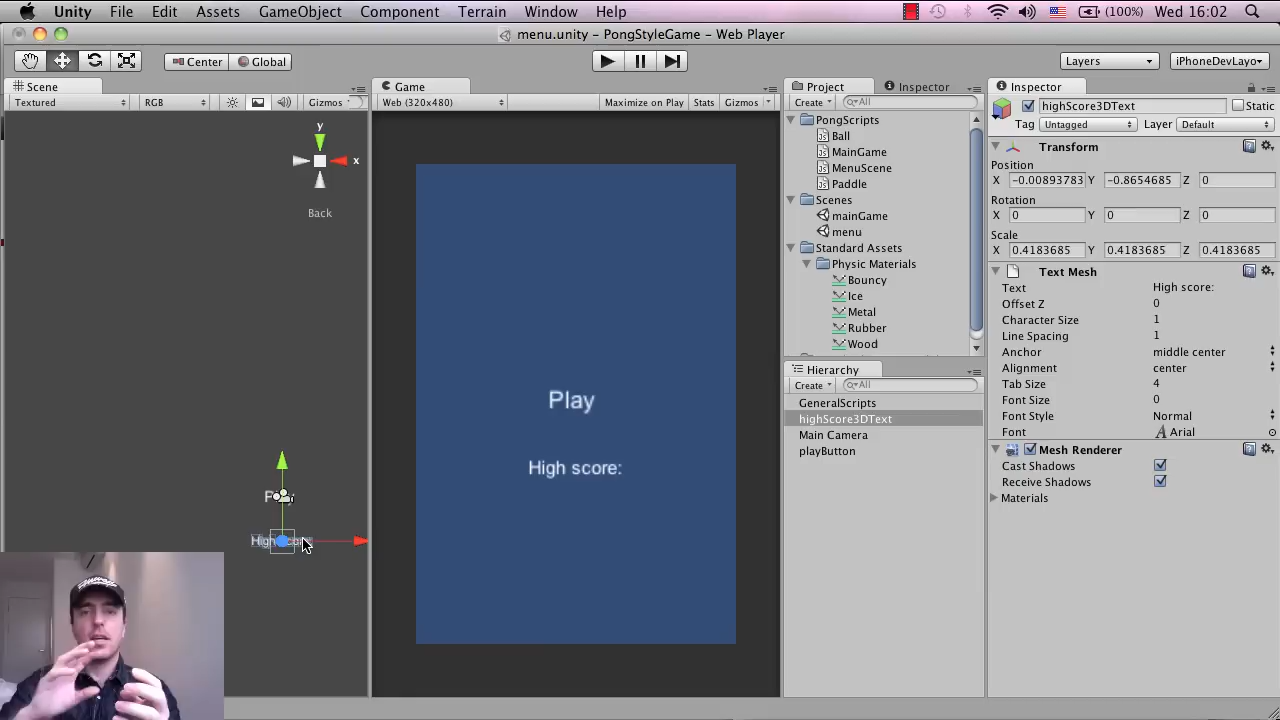 Unity File Edit Assets GameObject Component Terrain Window Help (100%) Wed 16:02
menu.unity – PongStyleGame – Web Player
Center Global Layers iPhoneDevLayo...
Scene Game Project Inspector Inspector
Textured RGB Gizmos Web (320x480) Maximize on Play Stats Gizmos Create All
highScore3DText Static
Tag Untagged Layer Default
y
x
Back
PongScripts
Ball
MainGame
MenuScene
Paddle
Scenes
mainGame
menu
Standard Assets
Physic Materials
Bouncy
Ice
Metal
Rubber
Wood
Hierarchy
Create All
GeneralScripts
highScore3DText
Main Camera
playButton
Transform
Position
X -0.00893783 Y -0.8654685 Z 0
Rotation
X 0 Y 0 Z 0
Scale
X 0.4183685 Y 0.4183685 Z 0.4183685
Text Mesh
Text High score:
Offset Z 0
Character Size 1
Line Spacing 1
Anchor middle center
Alignment center
Tab Size 4
Font Size 0
Font Style Normal
Font Arial
Mesh Renderer
Cast Shadows
Receive Shadows
Materials
Play
High score: